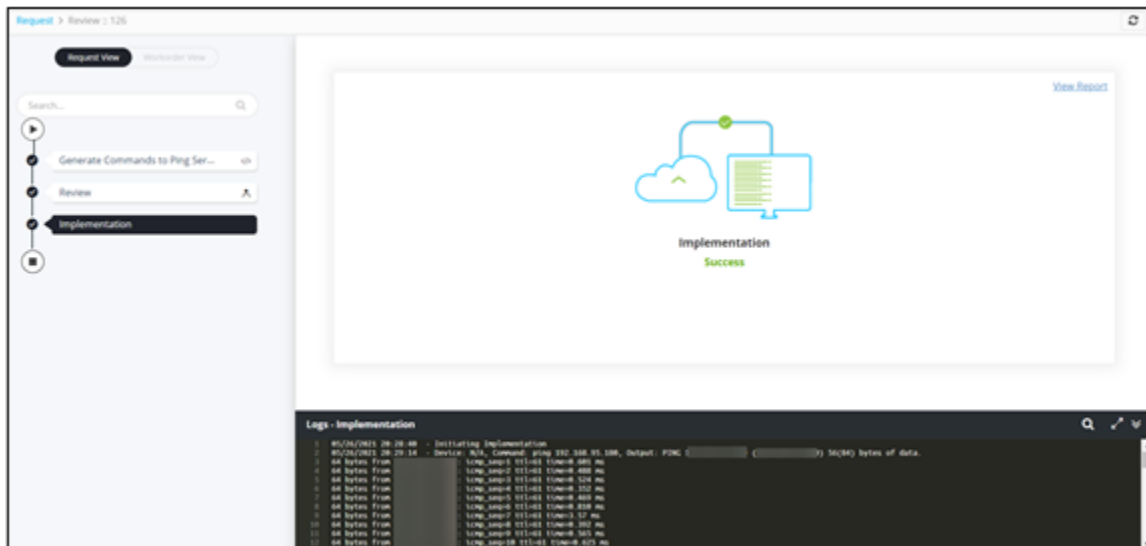 Request > Review :: 126
Request View Workorder View
Search...
Generate Commands to Ping Ser...
Review
Implementation
View Report
Implementation
Success
Logs - Implementation
1 05/26/2021 20:28:40 - Initiating Implementation
2 05/26/2021 20:29:14 - Device: N/A, Command: ping 192.168.95.180, Output: PING ( ) 56(84) bytes of data.
3 64 bytes from : icmp_seq=1 ttl=61 time=0.601 ms
4 64 bytes from : icmp_seq=2 ttl=61 time=0.488 ms
5 64 bytes from : icmp_seq=3 ttl=61 time=0.524 ms
6 64 bytes from : icmp_seq=4 ttl=61 time=0.352 ms
7 64 bytes from : icmp_seq=5 ttl=61 time=0.469 ms
8 64 bytes from : icmp_seq=6 ttl=61 time=0.810 ms
9 64 bytes from : icmp_seq=7 ttl=61 time=3.57 ms
10 64 bytes from : icmp_seq=8 ttl=61 time=0.392 ms
11 64 bytes from : icmp_seq=9 ttl=61 time=0.565 ms
12 64 bytes from : icmp_seq=10 ttl=61 time=0.625 ms